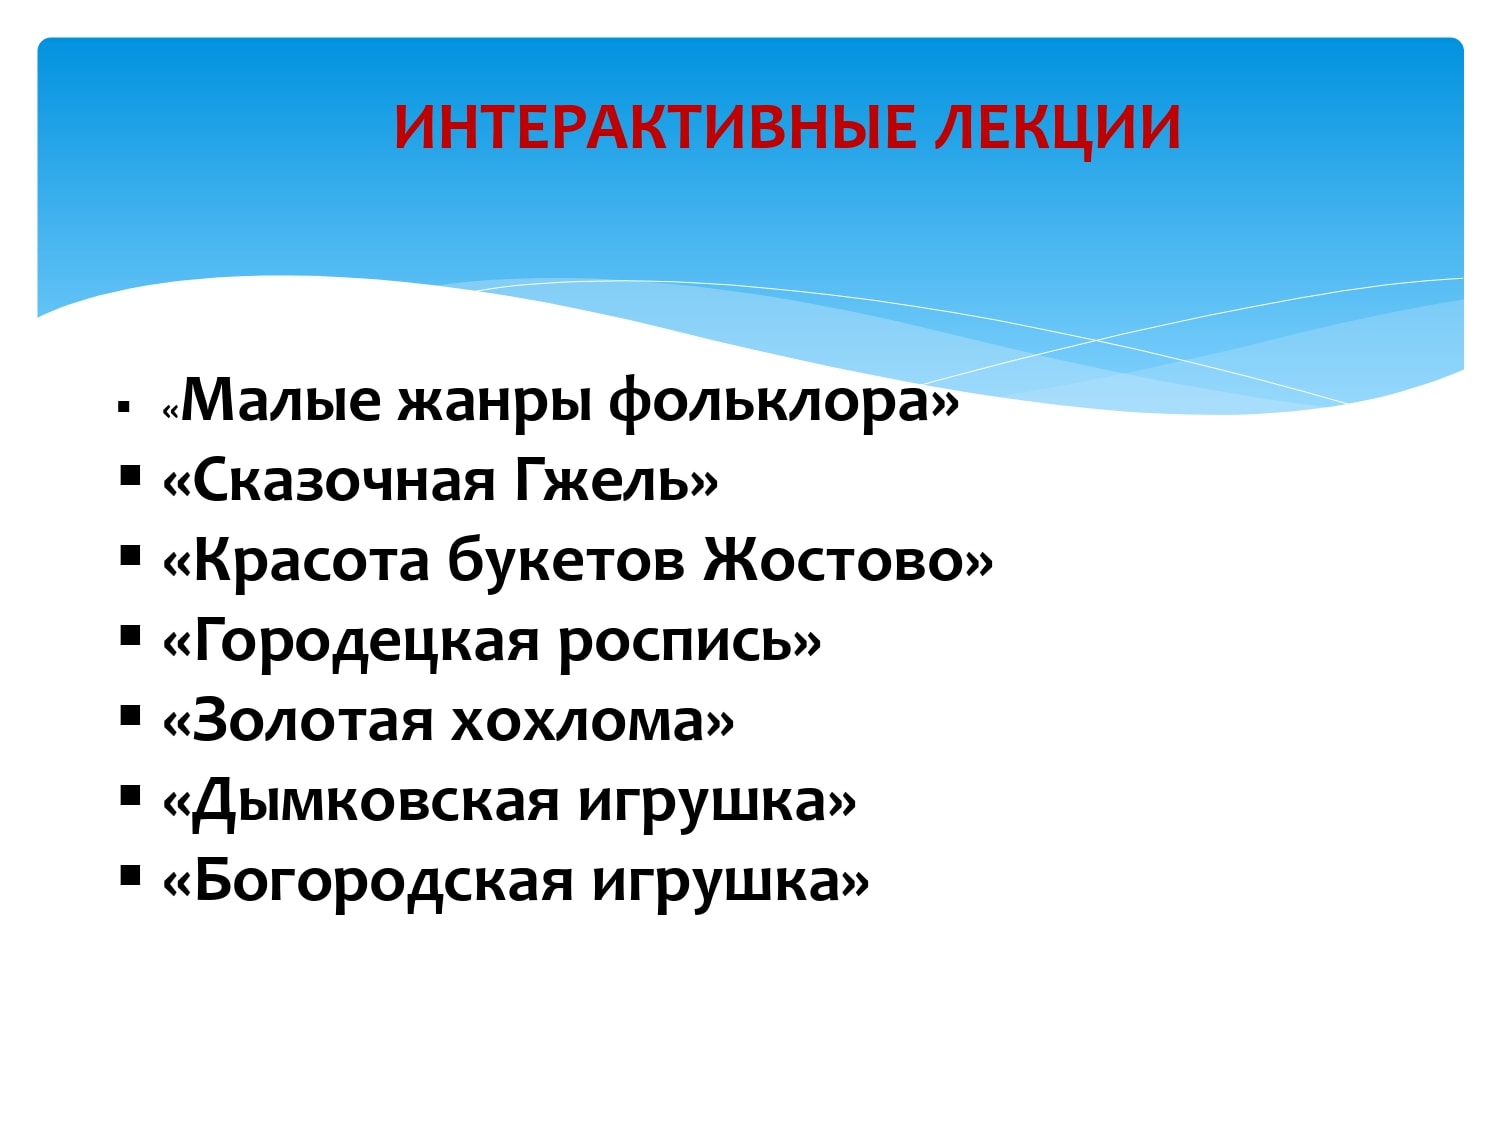 ИНТЕРАКТИВНЫЕ ЛЕКЦИИ
▪ «Малые жанры фольклора»
▪ «Сказочная Гжель»
▪ «Красота букетов Жостово»
▪ «Городецкая роспись»
▪ «Золотая хохлома»
▪ «Дымковская игрушка»
▪ «Богородская игрушка»